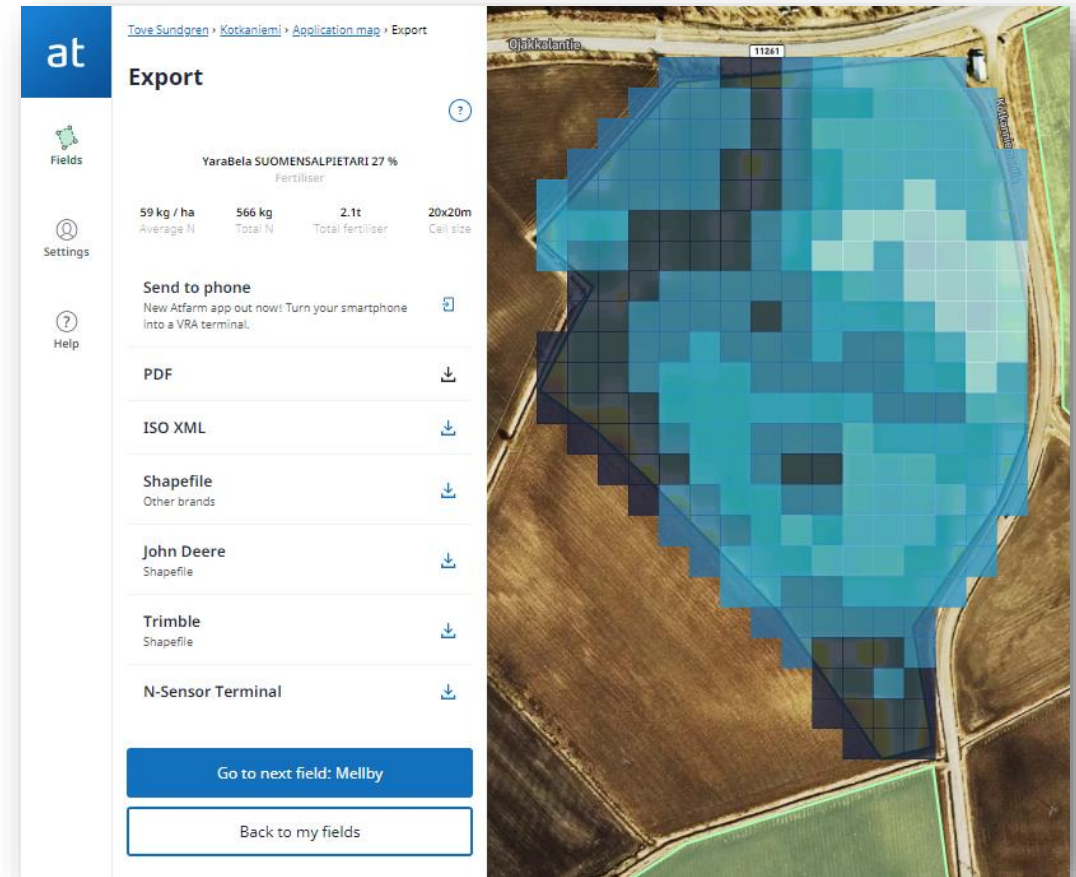 at
Fields
Settings
Help
Tove Sundgren › Kotkaniemi › Application map › Export
Export
?
YaraBela SUOMENSALPIETARI 27 %
Fertiliser
59 kg / ha
Average N
566 kg
Total N
2.1t
Total fertiliser
20x20m
Cell size
Send to phone
New Atfarm app out now! Turn your smartphone
into a VRA terminal.
PDF
ISO XML
Shapefile
Other brands
John Deere
Shapefile
Trimble
Shapefile
N-Sensor Terminal
Go to next field: Mellby
Back to my fields
Ojakkalantie
11261